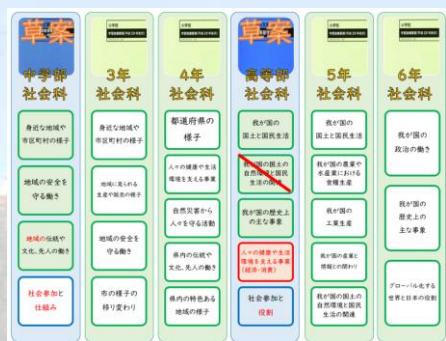 草案
中学部
社会科
身近な地域や
市区町村の様子
地域の安全を
守る働き
地域の伝統や
文化、先人の働き
社会参加と
仕組み
3年
社会科
身近な地域や
市区町村の様子
地域に見られる
生産や販売の様子
地域の安全を
守る働き
市の様子の
移り変わり
4年
社会科
都道府県の
様子
人々の健康や生活
環境を支える事業
自然災害から
人々を守る活動
県内の伝統や
文化、先人の働き
県内の特色ある
地域の様子
草案
高等部
社会科
我が国の
国土と国民生活
我が国の国土の
自然環境と国民
生活の関連
我が国の歴史上
の主な事象
人々の健康や生活
環境を支える事業
(経済・消費)
社会参加と
役割
5年
社会科
我が国の
国土と国民生活
我が国の農業や
水産業における
食糧生産
我が国の
工業生産
我が国の産業と
情報との関わり
我が国の国土の
自然環境と国民
生活の関連
6年
社会科
我が国の
政治の働き
我が国の
歴史上の
主な事象
グローバル化する
世界と日本の役割